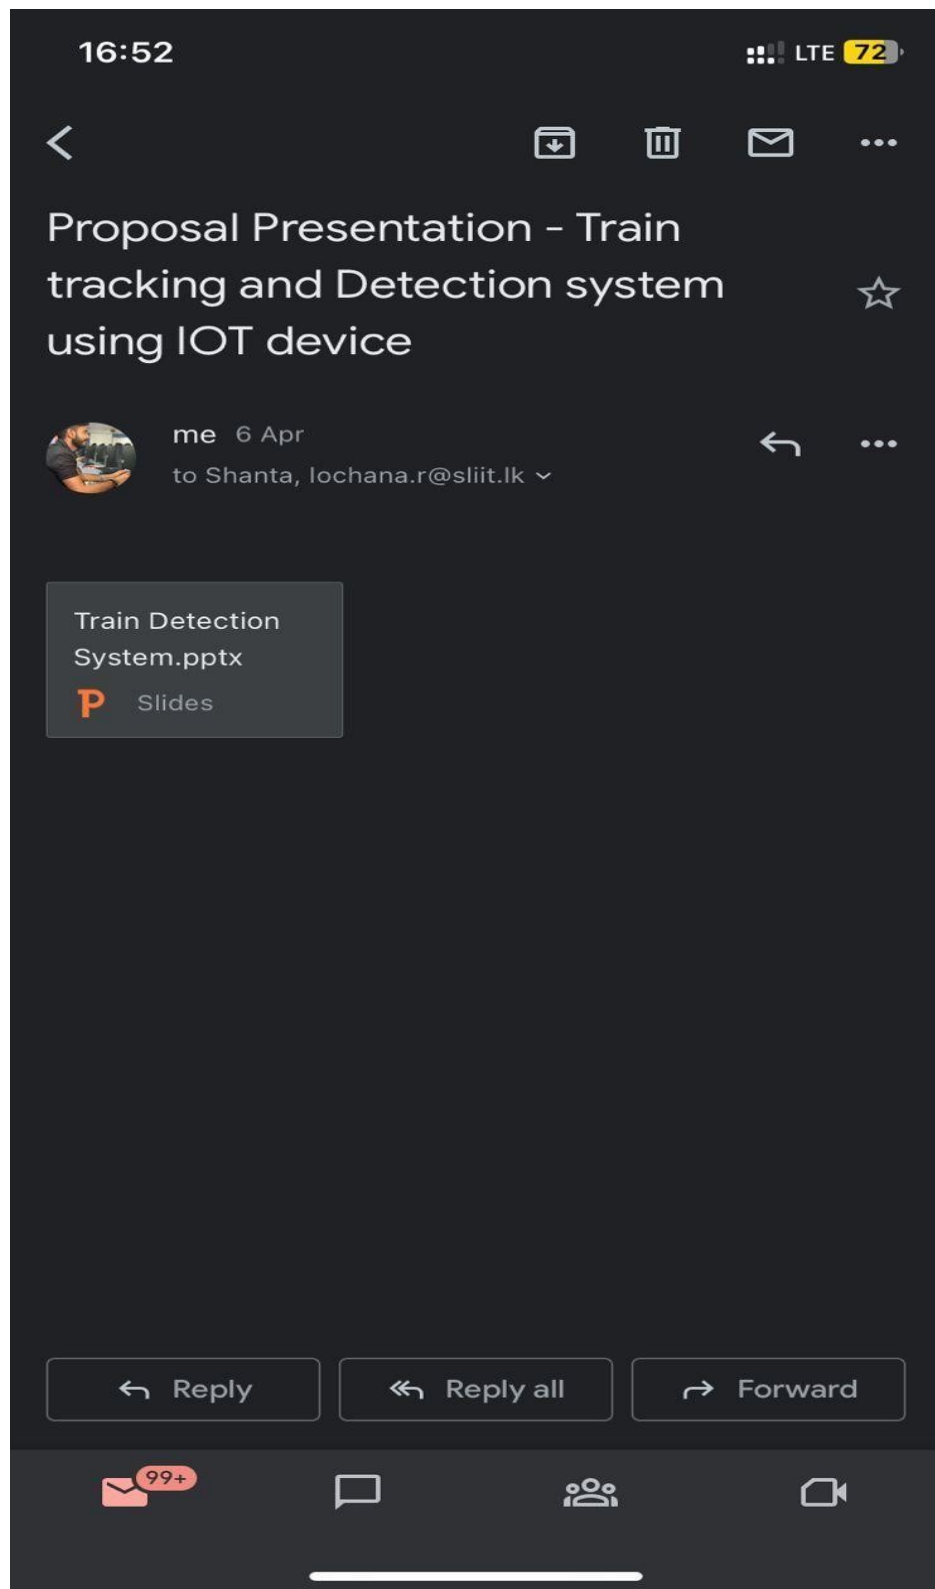 16:52
LTE 72
Proposal Presentation - Train
tracking and Detection system
using IOT device
me 6 Apr
to Shanta, lochana.r@sliit.lk
Train Detection
System.pptx
P Slides
Reply Reply all Forward
99+